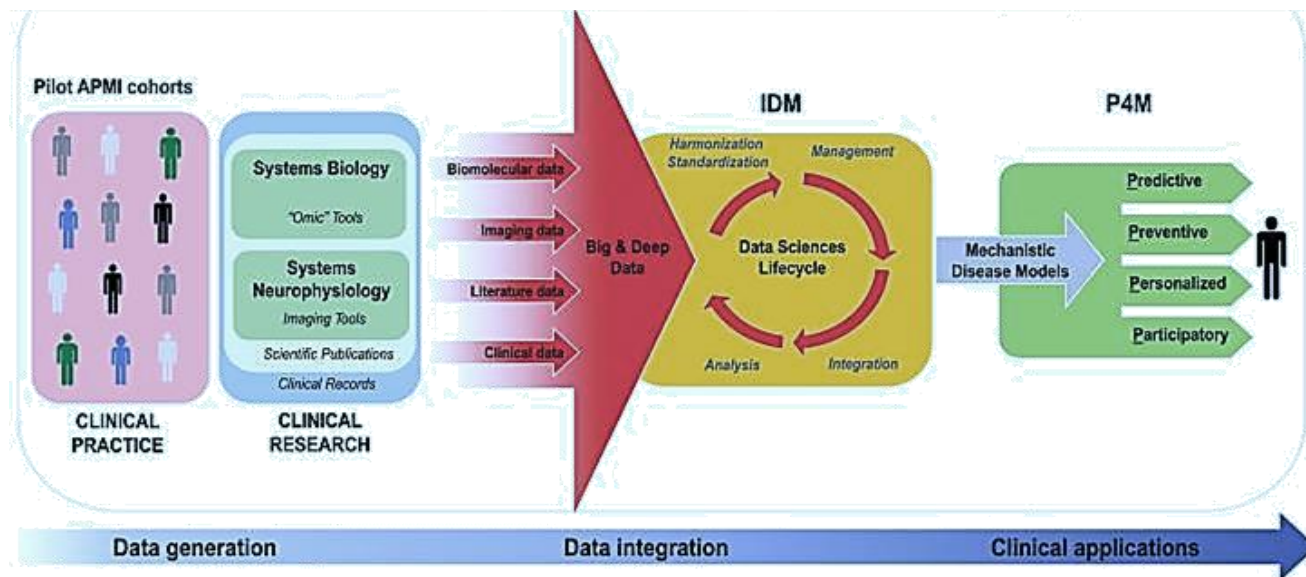 Pilot APMI cohorts
CLINICAL
PRACTICE
Systems Biology
"Omic" Tools
Systems
Neurophysiology
Imaging Tools
Scientific Publications
Clinical Records
CLINICAL
RESEARCH
Biomolecular data
Imaging data
Literature data
Clinical data
Big & Deep
Data
IDM
Harmonization
Standardization
Management
Data Sciences
Lifecycle
Analysis
Integration
P4M
Mechanistic
Disease Models
Predictive
Preventive
Personalized
Participatory
Data generation
Data integration
Clinical applications